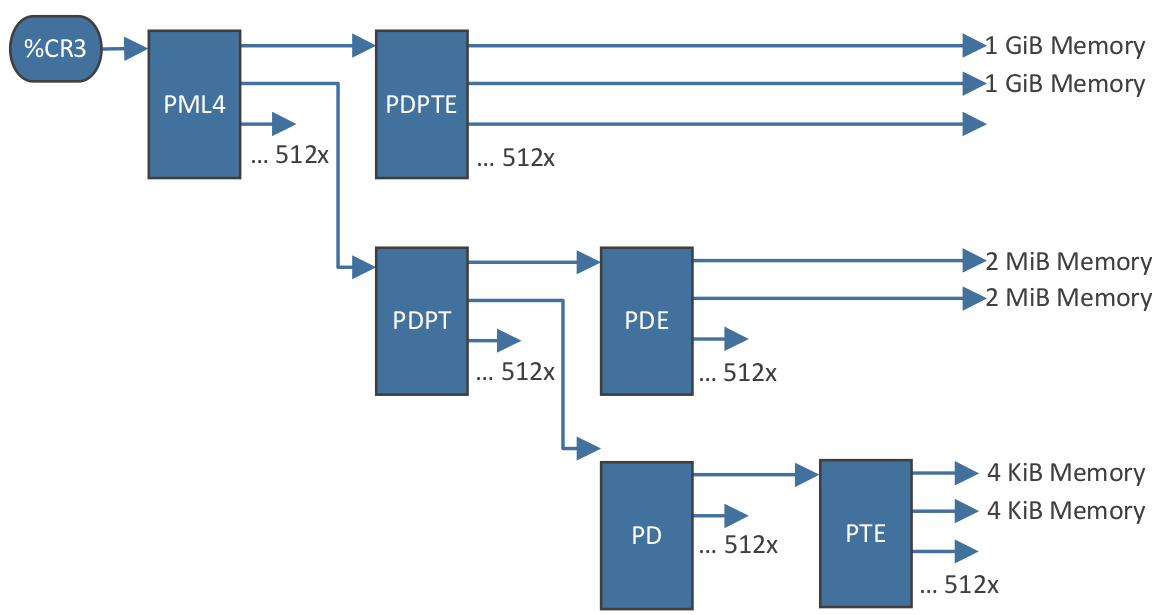 %CR3
PML4
... 512x
PDPTE
... 512x
1 GiB Memory
1 GiB Memory
PDPT
... 512x
PDE
... 512x
2 MiB Memory
2 MiB Memory
PD
... 512x
PTE
... 512x
4 KiB Memory
4 KiB Memory